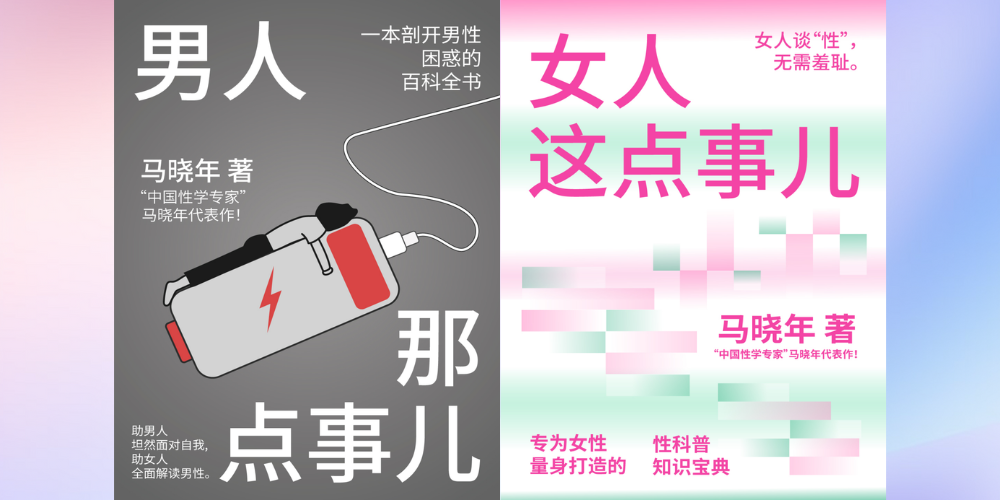 男人
一本剖开男性
困惑的
百科全书
马晓年 著
“中国性学专家”
马晓年代表作！
那
点事儿
助男人
坦然面对自我，
助女人
全面解读男性。
女人
这点事儿
女人谈“性”，
无需羞耻。
马晓年 著
“中国性学专家”马晓年代表作！
专为女性
量身打造的
性科普
知识宝典